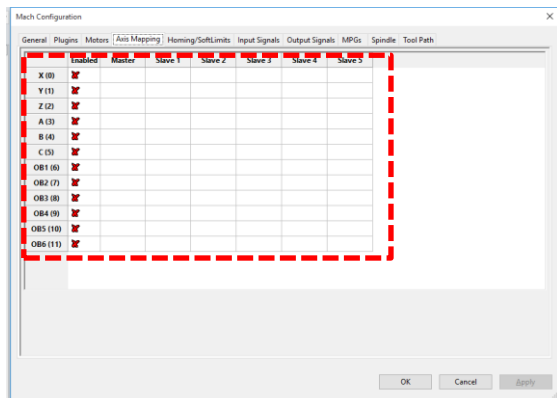 Mach Configuration
General Plugins Motors Axis Mapping Homing/SoftLimits Input Signals Output Signals MPGs Spindle Tool Path
Enabled Master Slave 1 Slave 2 Slave 3 Slave 4 Slave 5
X (0)
Y (1)
Z (2)
A (3)
B (4)
C (5)
OB1 (6)
OB2 (7)
OB3 (8)
OB4 (9)
OB5 (10)
OB6 (11)
OK Cancel Apply